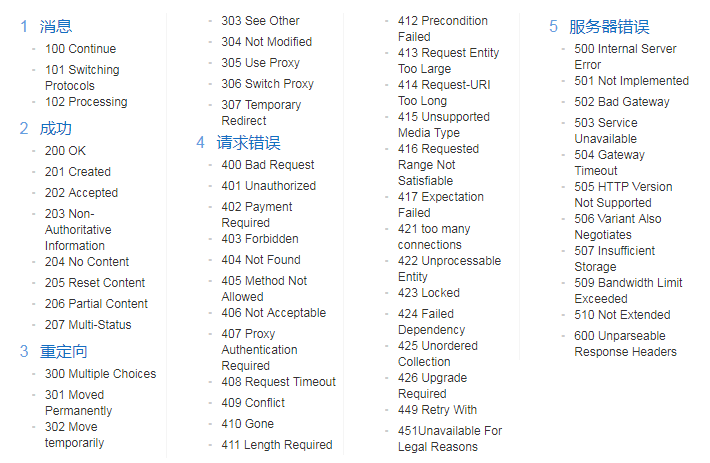 1 消息
- 100 Continue
- 101 Switching
Protocols
- 102 Processing
2 成功
- 200 OK
- 201 Created
- 202 Accepted
- 203 Non-
Authoritative
Information
- 204 No Content
- 205 Reset Content
- 206 Partial Content
- 207 Multi-Status
3 重定向
- 300 Multiple Choices
- 301 Moved
Permanently
- 302 Move
temporarily
- 303 See Other
- 304 Not Modified
- 305 Use Proxy
- 306 Switch Proxy
- 307 Temporary
Redirect
4 请求错误
- 400 Bad Request
- 401 Unauthorized
- 402 Payment
Required
- 403 Forbidden
- 404 Not Found
- 405 Method Not
Allowed
- 406 Not Acceptable
- 407 Proxy
Authentication
Required
- 408 Request Timeout
- 409 Conflict
- 410 Gone
- 411 Length Required
- 412 Precondition
Failed
- 413 Request Entity
Too Large
- 414 Request-URI
Too Long
- 415 Unsupported
Media Type
- 416 Requested
Range Not
Satisfiable
- 417 Expectation
Failed
- 421 too many
connections
- 422 Unprocessable
Entity
- 423 Locked
- 424 Failed
Dependency
- 425 Unordered
Collection
- 426 Upgrade
Required
- 449 Retry With
- 451Unavailable For
Legal Reasons
5 服务器错误
- 500 Internal Server
Error
- 501 Not Implemented
- 502 Bad Gateway
- 503 Service
Unavailable
- 504 Gateway
Timeout
- 505 HTTP Version
Not Supported
- 506 Variant Also
Negotiates
- 507 Insufficient
Storage
- 509 Bandwidth Limit
Exceeded
- 510 Not Extended
- 600 Unparseable
Response Headers